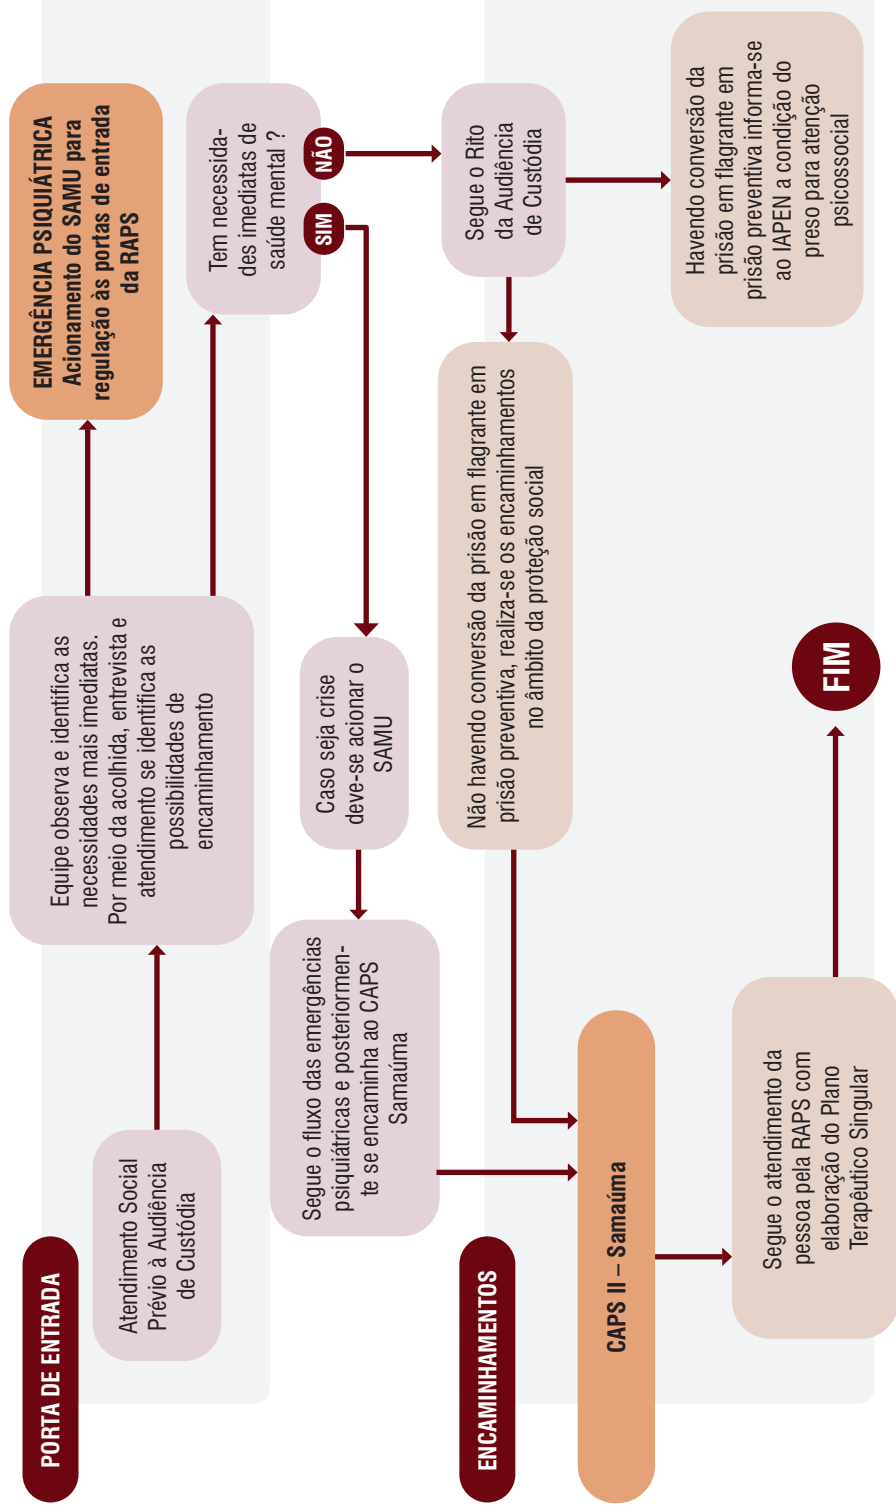 PORTA DE ENTRADA
Atendimento Social
Prévio à Audiência
de Custódia
Equipe observa e identifica as
necessidades mais imediatas.
Por meio da acolhida, entrevista e
atendimento se identifica as
possibilidades de
encaminhamento
EMERGÊNCIA PSIQUIÁTRICA
Acionamento do SAMU para
regulação às portas de entrada
da RAPS
Tem necessida-
des imediatas de
saúde mental ?
SIM
NÃO
Caso seja crise
deve-se acionar o
SAMU
Segue o fluxo das emergências
psiquiátricas e posteriormen-
te se encaminha ao CAPS
Samaúma
Segue o Rito
da Audiência
de Custódia
ENCAMINHAMENTOS
Não havendo conversão da prisão em flagrante em
prisão preventiva, realiza-se os encaminhamentos
no âmbito da proteção social
Havendo conversão da
prisão em flagrante em
prisão preventiva informa-se
ao IAPEN a condição do
preso para atenção
psicossocial
CAPS II – Samaúma
Segue o atendimento da
pessoa pela RAPS com
elaboração do Plano
Terapêutico Singular
FIM